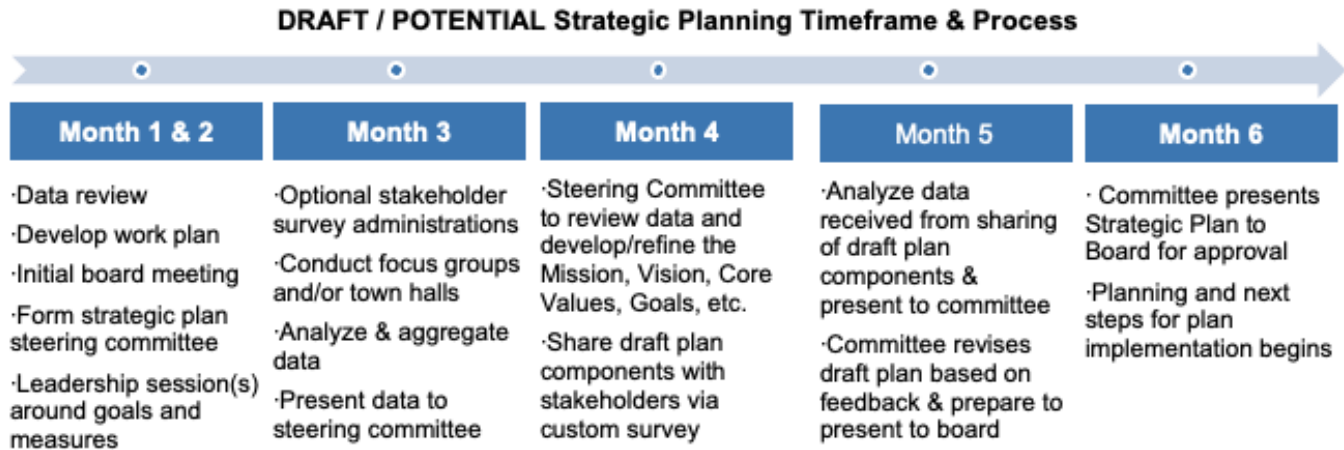 DRAFT / POTENTIAL Strategic Planning Timeframe & Process
Month 1 & 2
·Data review
·Develop work plan
·Initial board meeting
·Form strategic plan
steering committee
·Leadership session(s)
around goals and
measures
Month 3
·Optional stakeholder
survey administrations
·Conduct focus groups
and/or town halls
·Analyze & aggregate
data
·Present data to
steering committee
Month 4
·Steering Committee
to review data and
develop/refine the
Mission, Vision, Core
Values, Goals, etc.
·Share draft plan
components with
stakeholders via
custom survey
Month 5
·Analyze data
received from sharing
of draft plan
components &
present to committee
·Committee revises
draft plan based on
feedback & prepare to
present to board
Month 6
· Committee presents
Strategic Plan to
Board for approval
·Planning and next
steps for plan
implementation begins